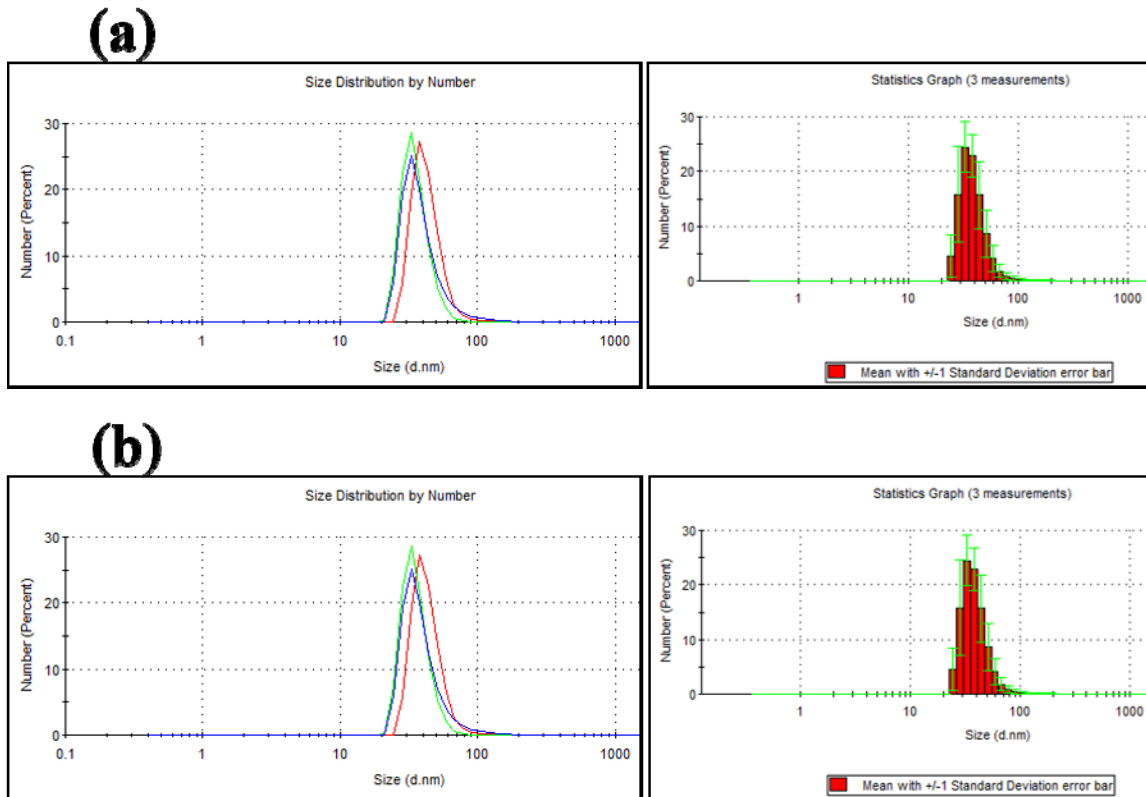 (a)
Size Distribution by Number
30
20
10
0
0.1 1 10 100 1000
Number (Percent)
Size (d.nm)
Statistics Graph (3 measurements)
30
20
10
0
1 10 100 1000
Number (Percent)
Size (d.nm)
Mean with +/-1 Standard Deviation error bar
(b)
Size Distribution by Number
30
20
10
0
0.1 1 10 100 1000
Number (Percent)
Size (d.nm)
Statistics Graph (3 measurements)
30
20
10
0
1 10 100 1000
Number (Percent)
Size (d.nm)
Mean with +/-1 Standard Deviation error bar